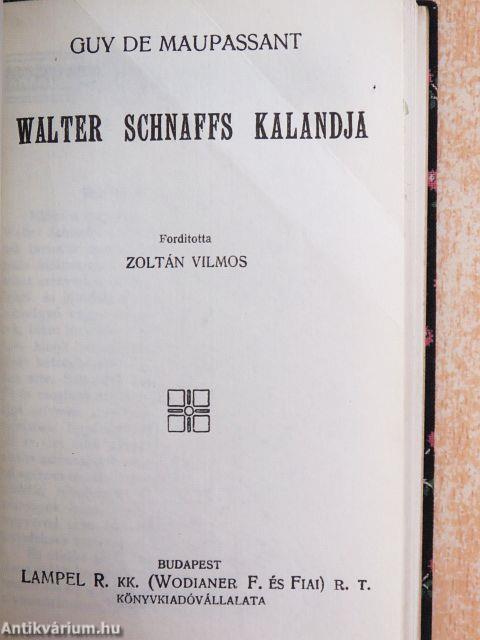 GUY DE MAUPASSANT
WALTER SCHNAFFS KALANDJA
Forditotta
ZOLTÁN VILMOS
BUDAPEST
LAMPEL R. KK. (WODIANER F. ÉS FIAI) R. T.
KÖNYVKIADÓVÁLLALATA
Antikvárium.hu